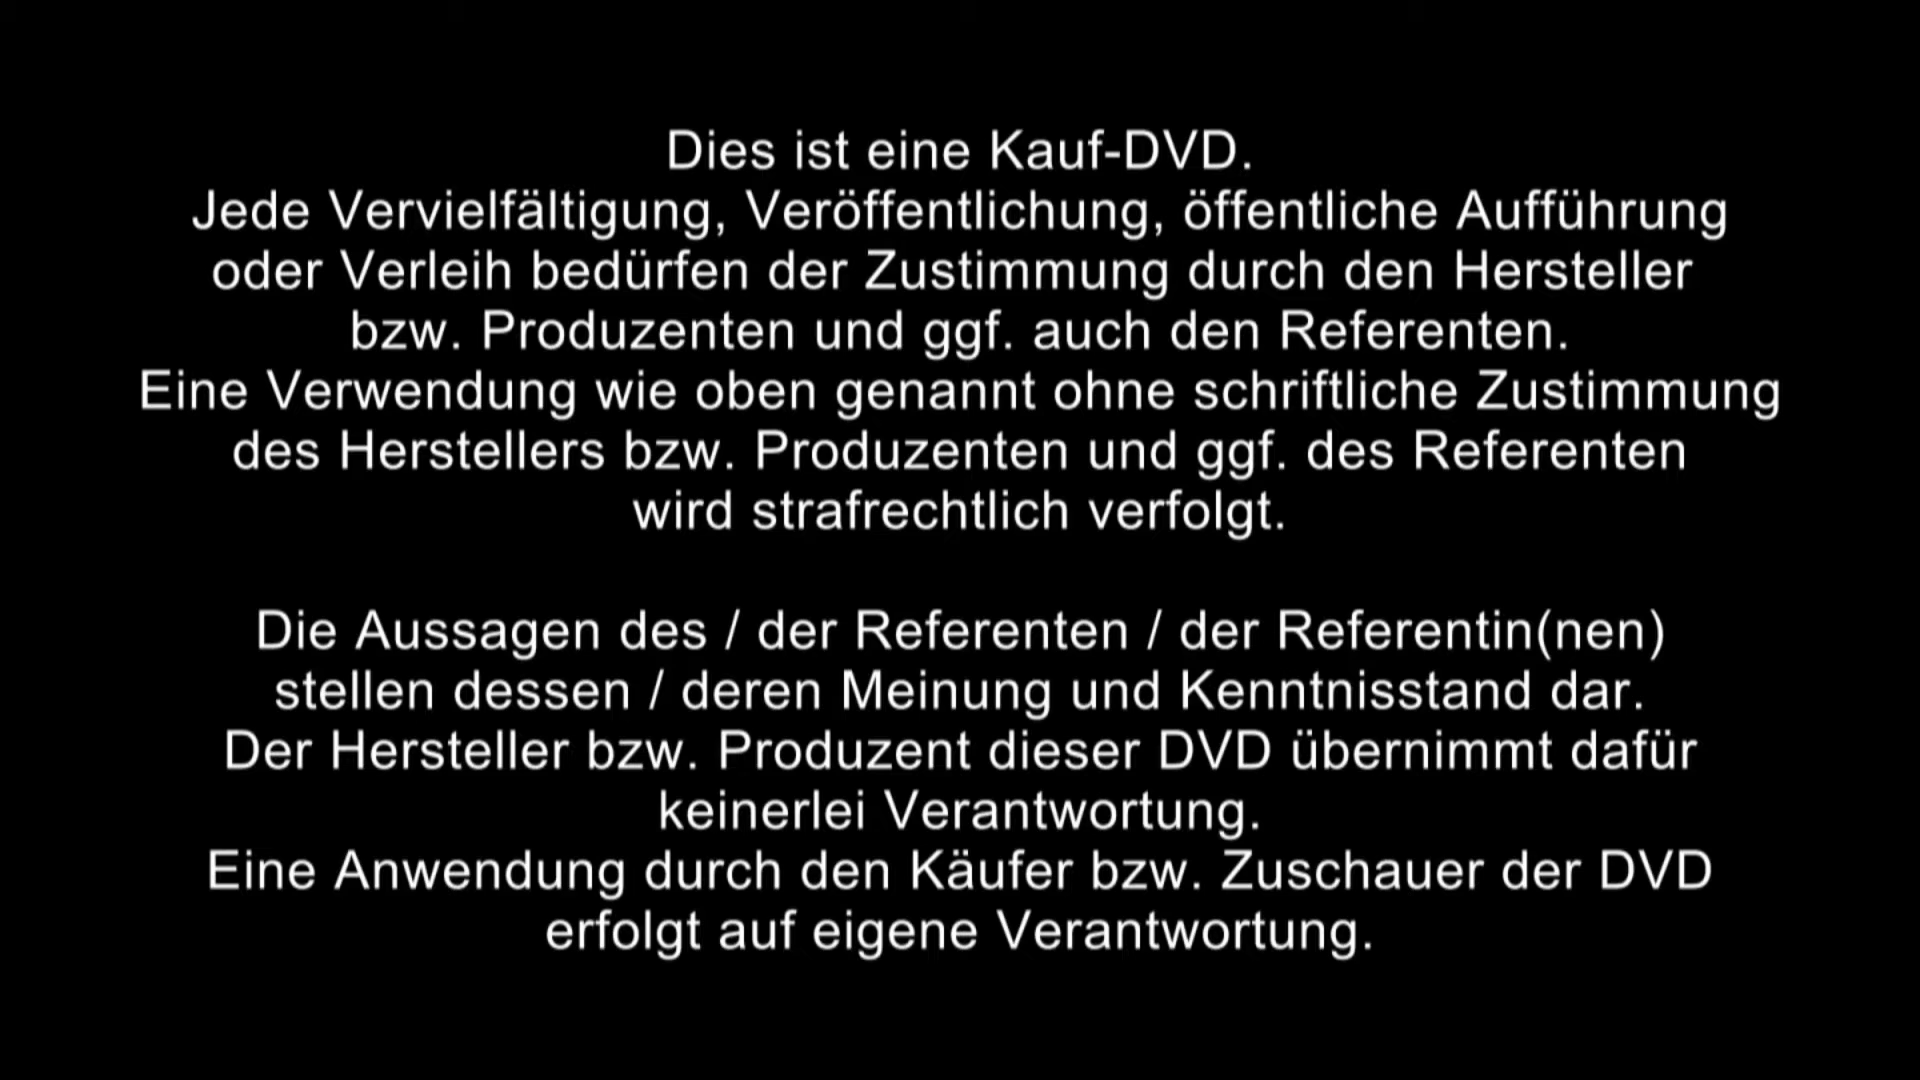 Dies ist eine Kauf-DVD.
Jede Vervielfältigung, Veröffentlichung, öffentliche Aufführung
oder Verleih bedürfen der Zustimmung durch den Hersteller
bzw. Produzenten und ggf. auch den Referenten.
Eine Verwendung wie oben genannt ohne schriftliche Zustimmung
des Herstellers bzw. Produzenten und ggf. des Referenten
wird strafrechtlich verfolgt.
Die Aussagen des / der Referenten / der Referentin(nen)
stellen dessen / deren Meinung und Kenntnisstand dar.
Der Hersteller bzw. Produzent dieser DVD übernimmt dafür
keinerlei Verantwortung.
Eine Anwendung durch den Käufer bzw. Zuschauer der DVD
erfolgt auf eigene Verantwortung.